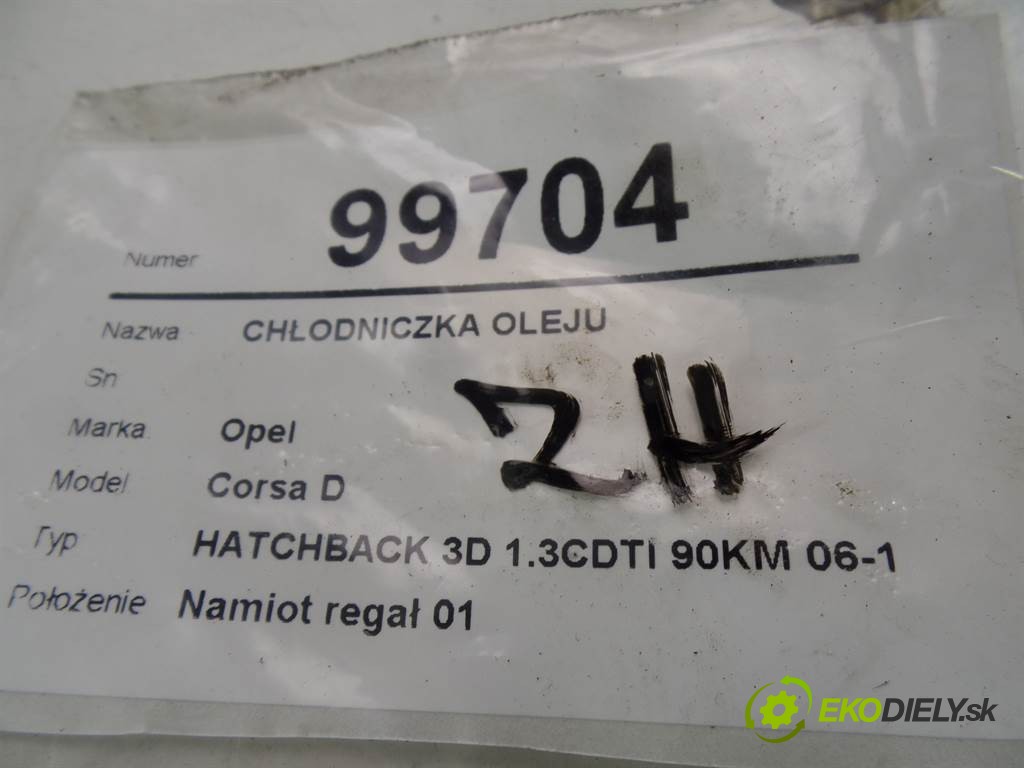 Numer 99704
Nazwa CHŁODNICZKA OLEJU
Sn
Marka Opel
ZH
Model Corsa D
Typ HATCHBACK 3D 1.3CDTI 90KM 06-1
Położenie Namiot regał 01
EKODIELY.sk